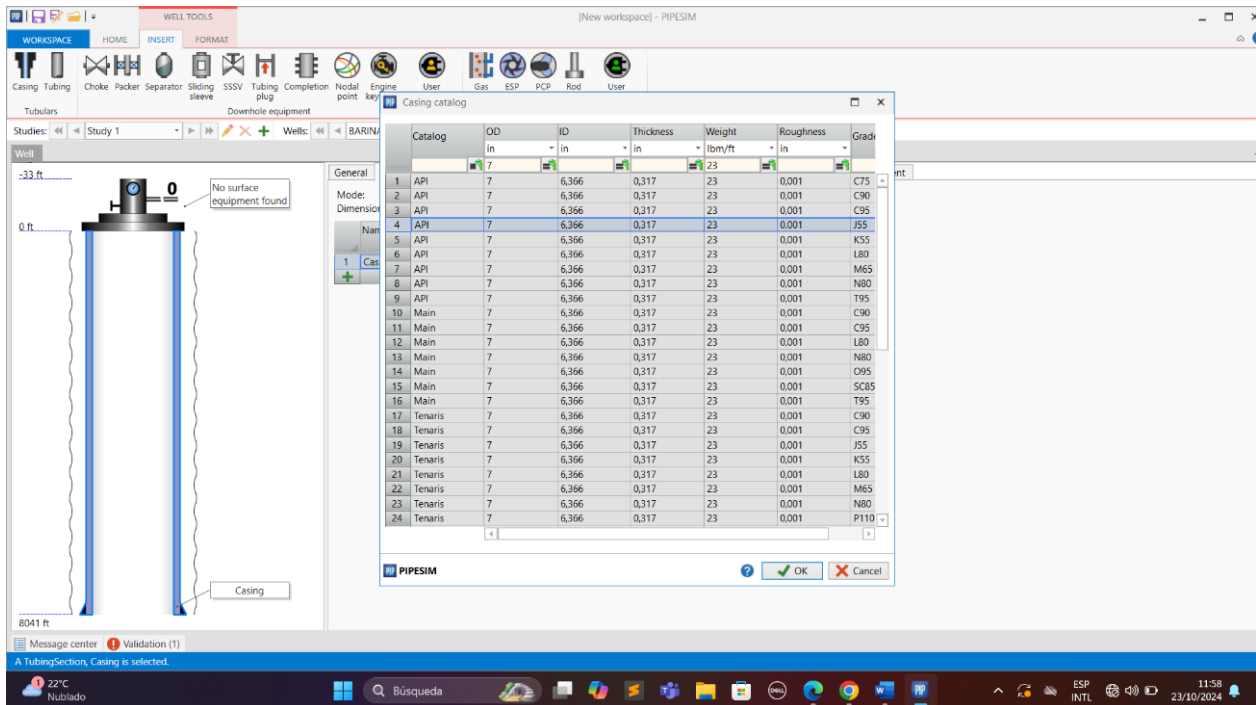 WELL TOOLS
[New workspace] - PIPESIM
WORKSPACE HOME INSERT FORMAT
Casing Tubing Choke Packer Separator Sliding sleeve SSSV Tubing plug Completion Nodal point Engine User Gas ESP PCP Rod User
Tubulars Downhole equipment
Studies: Study 1 Wells:
Well
-33 ft
No surface
equipment found
0
0 ft
Casing
8041 ft
General
Mode:
1
Casing catalog
Catalog OD ID Thickness Weight Roughness
in in in lbm/ft in
7 23
1 API 7 6,366 0,317 23 0,001 C75
2 API 7 6,366 0,317 23 0,001 C90
3 API 7 6,366 0,317 23 0,001 C95
4 API 7 6,366 0,317 23 0,001 J55
5 API 7 6,366 0,317 23 0,001 K55
6 API 7 6,366 0,317 23 0,001 L80
7 API 7 6,366 0,317 23 0,001 M65
8 API 7 6,366 0,317 23 0,001 N80
9 API 7 6,366 0,317 23 0,001 T95
10 Main 7 6,366 0,317 23 0,001 C90
11 Main 7 6,366 0,317 23 0,001 C95
12 Main 7 6,366 0,317 23 0,001 L80
13 Main 7 6,366 0,317 23 0,001 N80
14 Main 7 6,366 0,317 23 0,001 O95
15 Main 7 6,366 0,317 23 0,001 SC85
16 Main 7 6,366 0,317 23 0,001 T95
17 Tenaris 7 6,366 0,317 23 0,001 C90
18 Tenaris 7 6,366 0,317 23 0,001 C95
19 Tenaris 7 6,366 0,317 23 0,001 J55
20 Tenaris 7 6,366 0,317 23 0,001 K55
21 Tenaris 7 6,366 0,317 23 0,001 L80
22 Tenaris 7 6,366 0,317 23 0,001 M65
23 Tenaris 7 6,366 0,317 23 0,001 N80
24 Tenaris 7 6,366 0,317 23 0,001 P110
PIPESIM OK Cancel
Message center Validation (1)
A TubingSection, Casing is selected.
1 22°C
Nublado
Búsqueda
ESP
INTL
11:58
23/10/2024